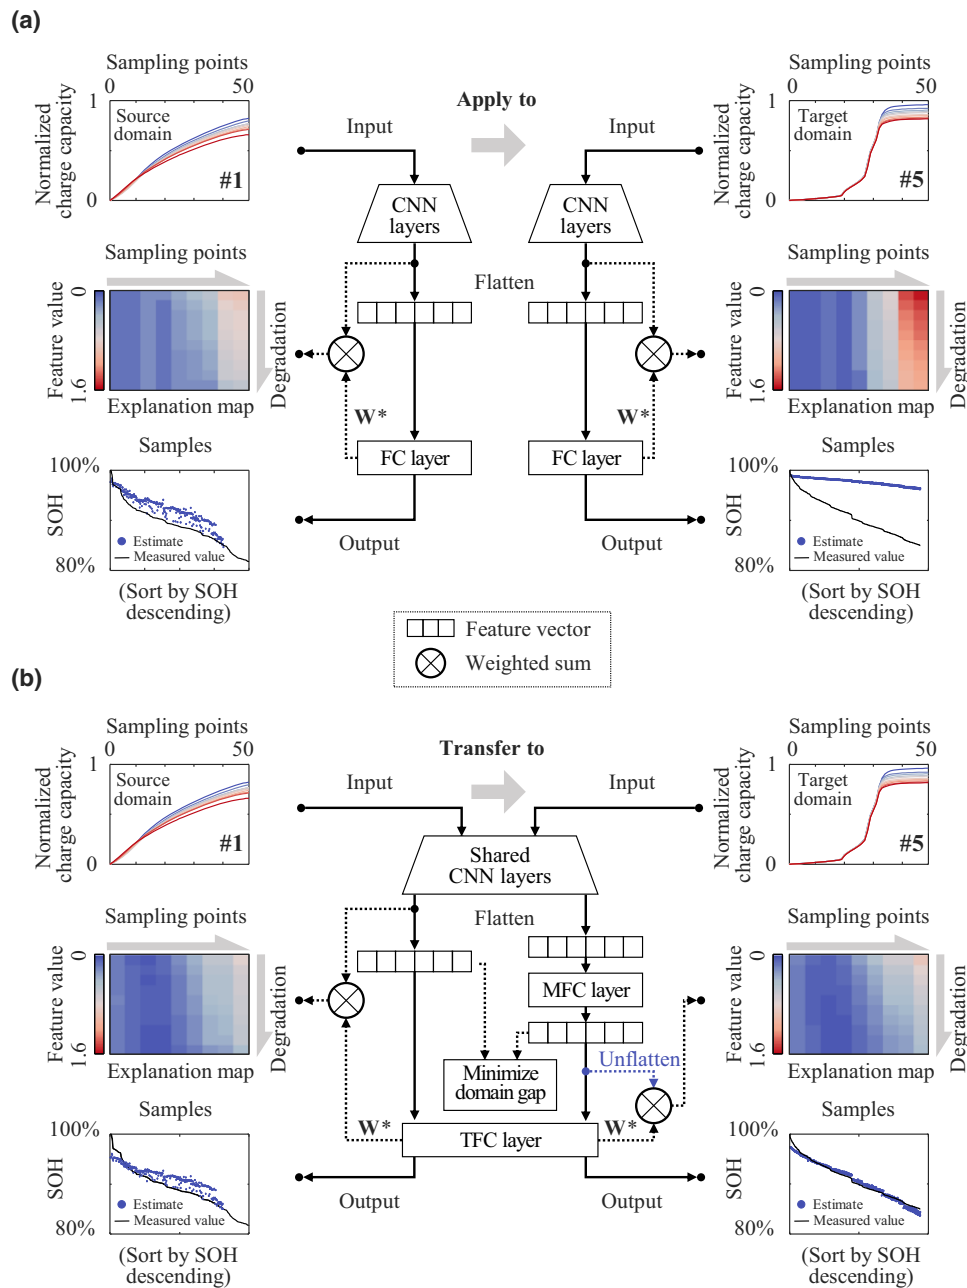 (a)
Sampling points
0 50
Normalized
charge capacity
1
0
Source
domain
#1
Input
Apply to
Input
Sampling points
0 50
Normalized
charge capacity
1
0
Target
domain
#5
CNN
layers
CNN
layers
Sampling points
Feature value
0
1.6
Degradation
Explanation map
Flatten
W*
W*
Sampling points
Feature value
0
1.6
Degradation
Explanation map
FC layer
FC layer
Samples
100%
SOH
80%
Estimate
Measured value
(Sort by SOH
descending)
Output
Output
Samples
100%
SOH
80%
Estimate
Measured value
(Sort by SOH
descending)
Feature vector
Weighted sum
(b)
Sampling points
0 50
Normalized
charge capacity
1
0
Source
domain
#1
Input
Transfer to
Input
Sampling points
0 50
Normalized
charge capacity
1
0
Target
domain
#5
Shared
CNN layers
Sampling points
Feature value
0
1.6
Degradation
Explanation map
Flatten
MFC layer
Unflatten
Minimize
domain gap
W*
W*
TFC layer
Sampling points
Feature value
0
1.6
Degradation
Explanation map
Samples
100%
SOH
80%
Estimate
Measured value
(Sort by SOH
descending)
Output
Output
Samples
100%
SOH
80%
Estimate
Measured value
(Sort by SOH
descending)